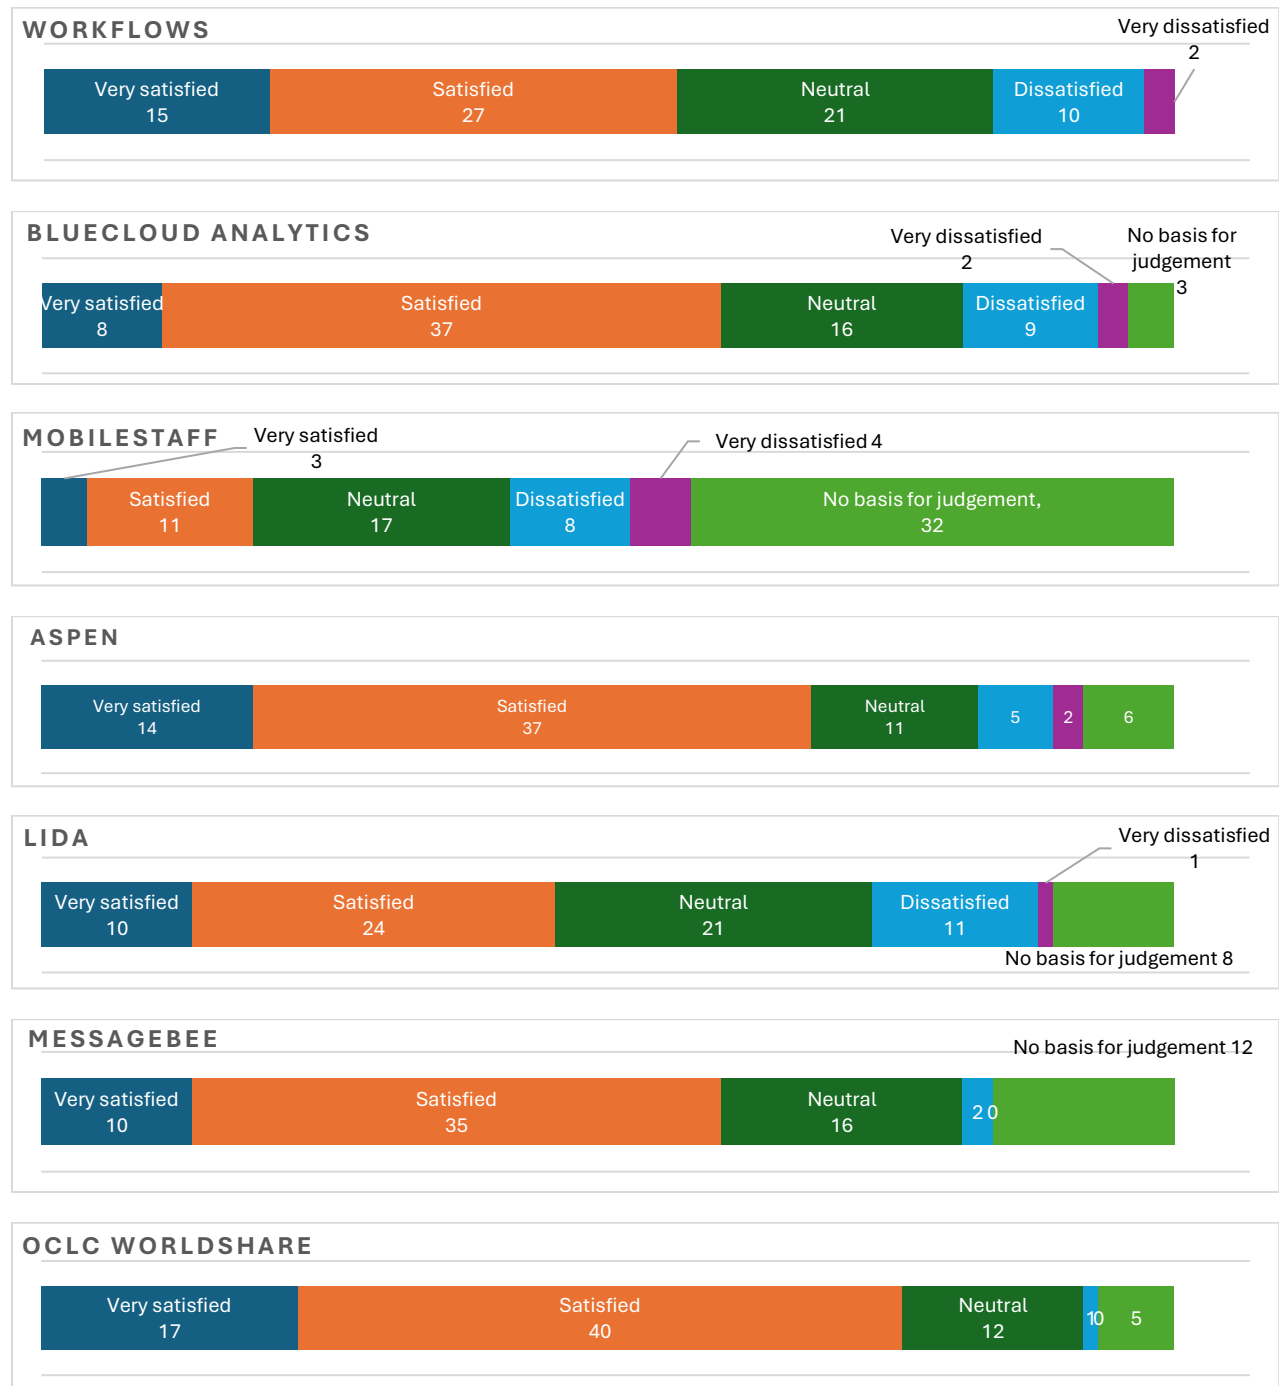 WORKFLOWS
Very dissatisfied
2
Very satisfied
15
Satisfied
27
Neutral
21
Dissatisfied
10
BLUECLOUD ANALYTICS
Very dissatisfied
2
No basis for
judgement
3
Very satisfied
8
Satisfied
37
Neutral
16
Dissatisfied
9
MOBILESTAFF
Very satisfied
3
Very dissatisfied 4
Satisfied
11
Neutral
17
Dissatisfied
8
No basis for judgement,
32
ASPEN
Very satisfied
14
Satisfied
37
Neutral
11
5
2
6
LIDA
Very dissatisfied
1
Very satisfied
10
Satisfied
24
Neutral
21
Dissatisfied
11
No basis for judgement 8
MESSAGEBEE
No basis for judgement 12
Very satisfied
10
Satisfied
35
Neutral
16
2 0
OCLC WORLDSHARE
Very satisfied
17
Satisfied
40
Neutral
12
1 0
5